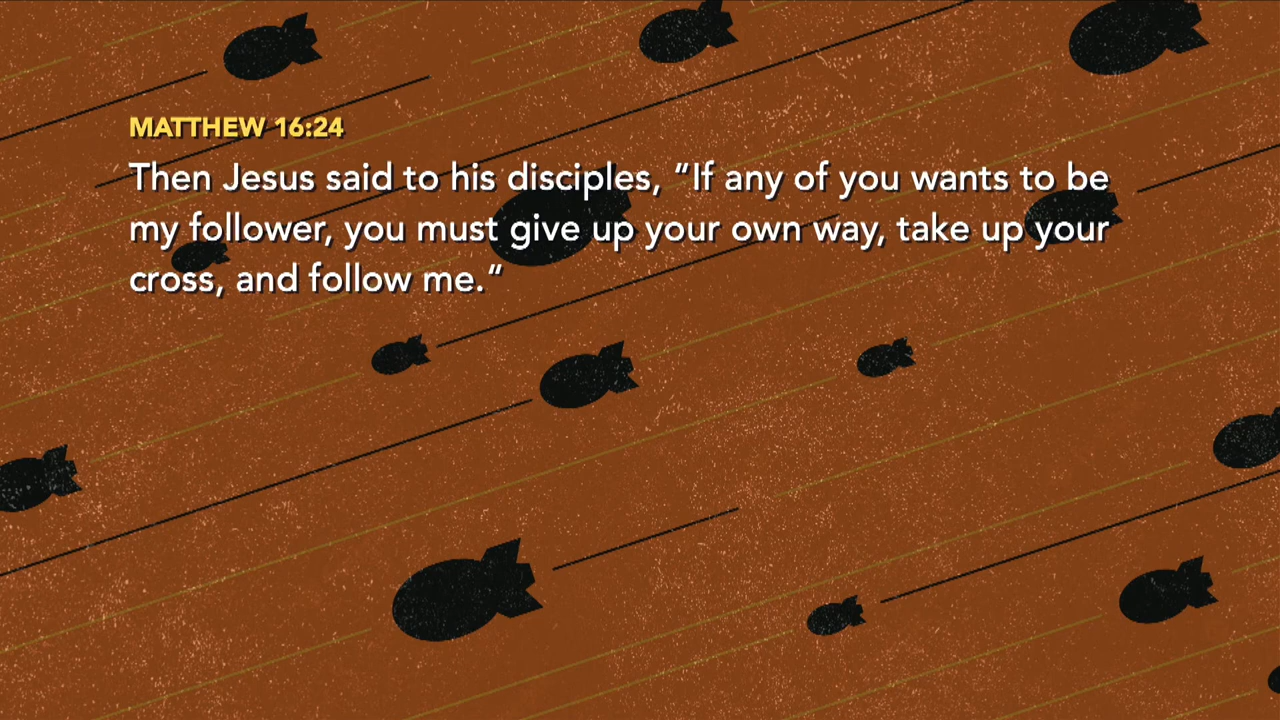 MATTHEW 16:24
Then Jesus said to his disciples, “If any of you wants to be
my follower, you must give up your own way, take up your
cross, and follow me.“